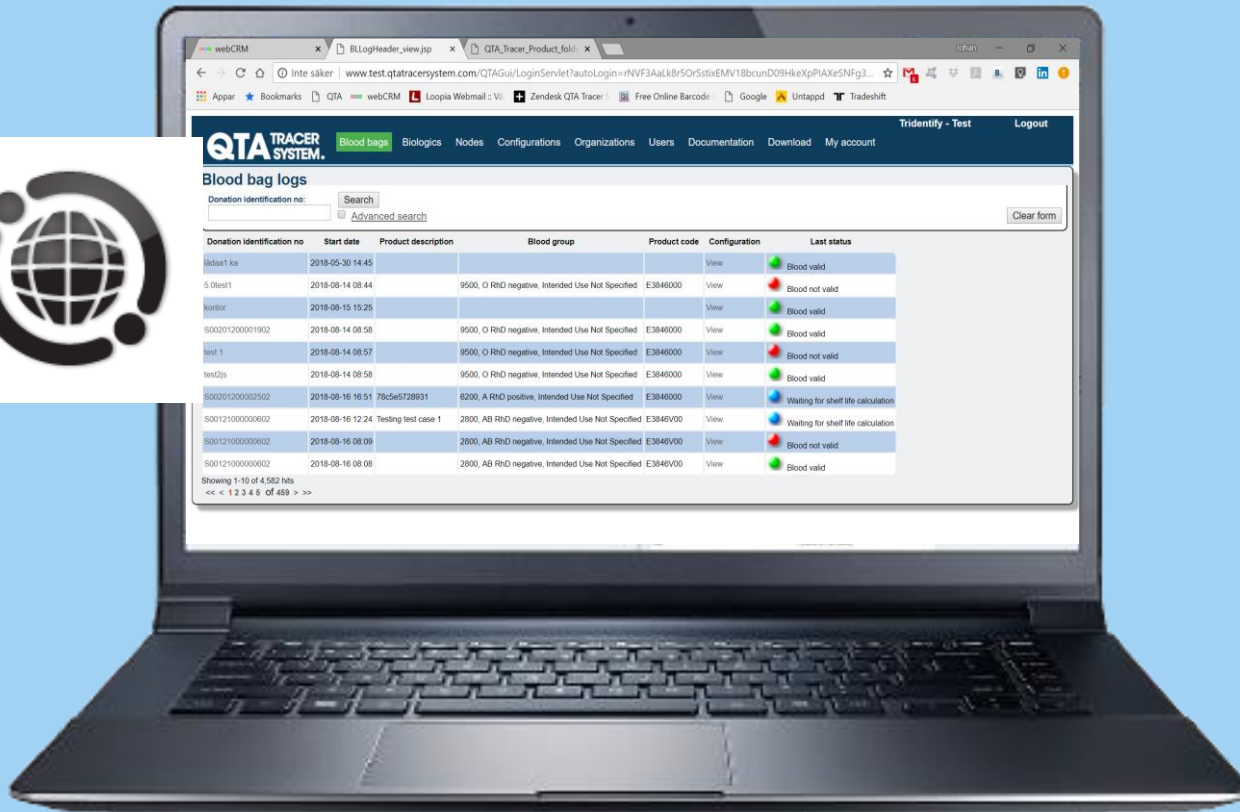 webCRM BLLogHeader_view.jsp QTA_Tracer_Product_fold Johan
Inte säker www.test.qtatracersystem.com/QTAGui/LoginServlet?autoLogin=
Appar Bookmarks QTA webCRM Loopia Webmail :: Vä Zendesk QTA Tracer S Free Online Barcode Google Untappd Tradeshift
Tridentify - Test Logout
QTA TRACER SYSTEM. Blood bags Biologics Nodes Configurations Organizations Users Documentation Download My account
Blood bag logs
Donation identification no: Search
Advanced search Clear form
Donation identification no Start date Product description Blood group Product code Configuration Last status
2018-05-30 14:45 View Blood valid
5.0test1 2018-08-14 08:44 9500, O RhD negative, Intended Use Not Specified E3846000 View Blood not valid
kontor 2018-08-15 15:25 View Blood valid
S00201200001902 2018-08-14 08:58 9500, O RhD negative, Intended Use Not Specified E3846000 View Blood valid
test 1 2018-08-14 08:57 9500, O RhD negative, Intended Use Not Specified E3846000 View Blood not valid
test2js 2018-08-14 08:58 9500, O RhD negative, Intended Use Not Specified E3846000 View Blood valid
S00201200002502 2018-08-16 16:51 78c5e5728931 6200, A RhD positive, Intended Use Not Specified E3846000 View Waiting for shelf life calculation
S00121000000602 2018-08-16 12:24 Testing test case 1 2800, AB RhD negative, Intended Use Not Specified E3846V00 View Waiting for shelf life calculation
S00121000000602 2018-08-16 08:09 2800, AB RhD negative, Intended Use Not Specified E3846V00 View Blood not valid
S00121000000602 2018-08-16 08:08 2800, AB RhD negative, Intended Use Not Specified E3846V00 View Blood valid
Showing 1-10 of 4,582 hits
<< < 1 2 3 4 5 of 459 > >>